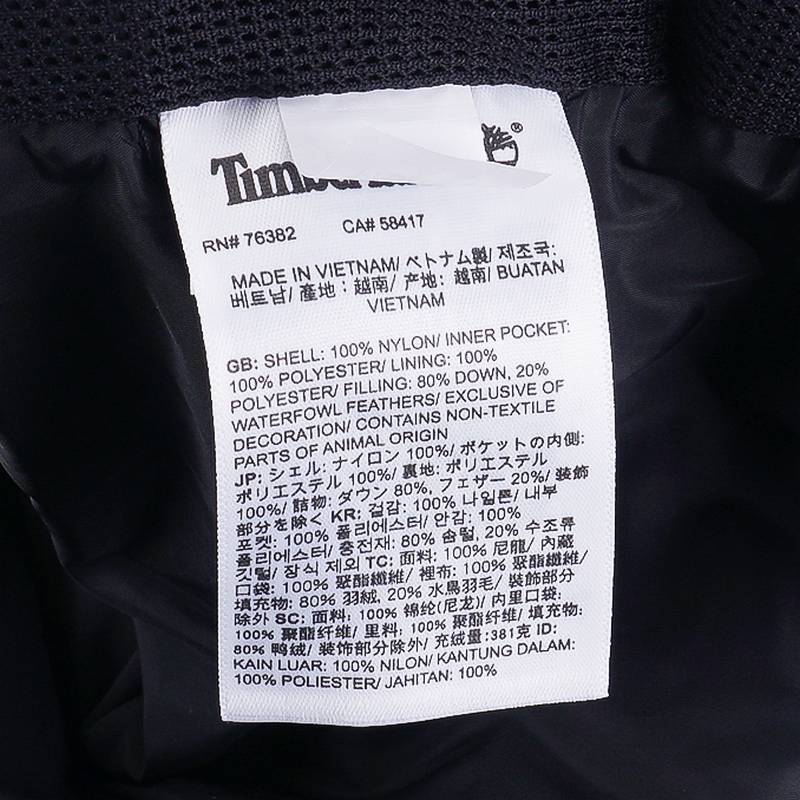 RN# 76382 CA# 58417
MADE IN VIETNAM/ ベトナム製/ 제조국:
베트남/ 產地：越南/ 产地: 越南/ BUATAN
VIETNAM
GB: SHELL: 100% NYLON/ INNER POCKET:
100% POLYESTER/ LINING: 100%
POLYESTER/ FILLING: 80% DOWN, 20%
WATERFOWL FEATHERS/ EXCLUSIVE OF
DECORATION/ CONTAINS NON-TEXTILE
PARTS OF ANIMAL ORIGIN
JP: シェル: ナイロン 100%/ ポケットの内側:
ポリエステル 100%/ 裏地: ポリエステル
100%/ 詰物: ダウン 80%, フェザー 20%/ 装飾
部分を除く KR: 겉감: 100% 나일론/ 내부
포켓: 100% 폴리에스터/ 안감: 100%
폴리에스터/ 충전재: 80% 솜털, 20% 수조류
깃털/ 장식 제외 TC: 面料: 100% 尼龍/ 內藏
口袋: 100% 聚酯纖維/ 裡布: 100% 聚酯纖維/
填充物: 80% 羽絨, 20% 水鳥羽毛/ 裝飾部分
除外 SC: 面料: 100% 锦纶(尼龙)/ 内里口袋:
100% 聚酯纤维/ 里料: 100% 聚酯纤维/ 填充物:
80% 鸭绒/ 装饰部分除外/ 充绒量:381克 ID:
KAIN LUAR: 100% NILON/ KANTUNG DALAM:
100% POLIESTER/ JAHITAN: 100%